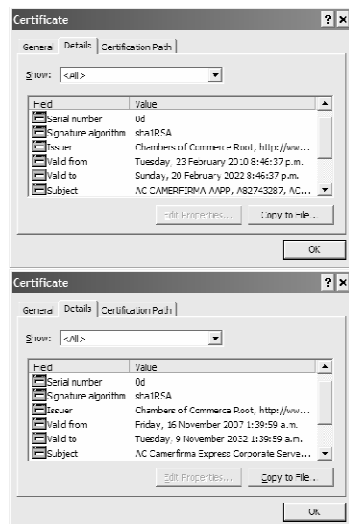 Certificate
General Details Certification Path
Show: <All>
Field Value
Serial number 0d
Signature algorithm sha1RSA
Issuer Chambers of Commerce Root, http://ww...
Valid from Tuesday, 23 February 2010 8:46:37 p.m.
Valid to Sunday, 20 February 2022 8:46:37 p.m.
Subject AC CAMERFIRMA AAPP, A82743287, AC...
Edit Properties... Copy to File...
OK
Certificate
General Details Certification Path
Show: <All>
Field Value
Serial number 0d
Signature algorithm sha1RSA
Issuer Chambers of Commerce Root, http://ww...
Valid from Friday, 16 November 2007 1:39:59 a.m.
Valid to Tuesday, 9 November 2032 1:39:59 a.m.
Subject AC Camerfirma Express Corporate Serve...
Edit Properties... Copy to File...
OK